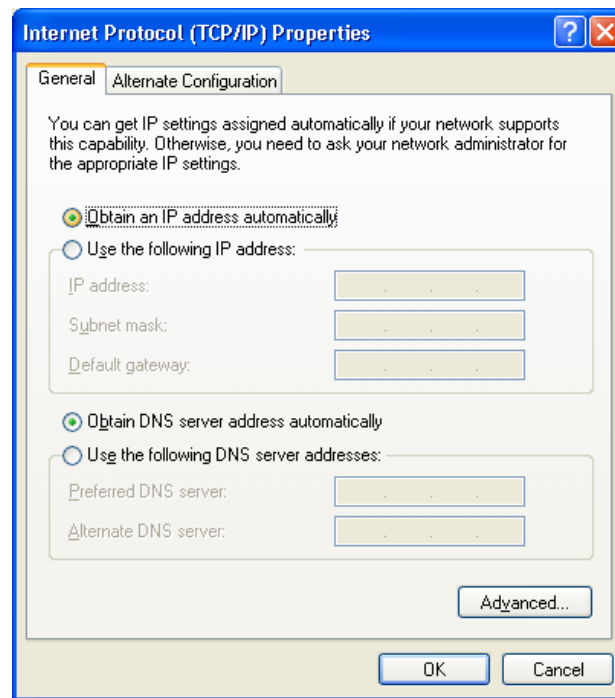 Internet Protocol (TCP/IP) Properties
General
Alternate Configuration
You can get IP settings assigned automatically if your network supports
this capability. Otherwise, you need to ask your network administrator for
the appropriate IP settings.
Obtain an IP address automatically
Use the following IP address:
IP address:
Subnet mask:
Default gateway:
Obtain DNS server address automatically
Use the following DNS server addresses:
Preferred DNS server:
Alternate DNS server:
Advanced...
OK
Cancel